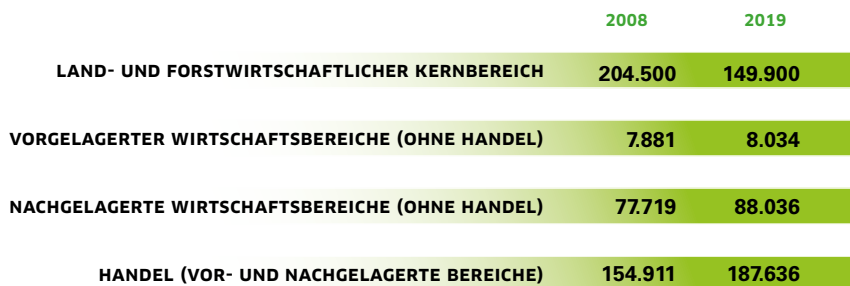 2008 2019
LAND- UND FORSTWIRTSCHAFTLICHER KERNBEREICH 204.500 149.900
VORGELAGERTER WIRTSCHAFTSBEREICHE (OHNE HANDEL) 7.881 8.034
NACHGELAGERTE WIRTSCHAFTSBEREICHE (OHNE HANDEL) 77.719 88.036
HANDEL (VOR- UND NACHGELAGERTE BEREICHE) 154.911 187.636